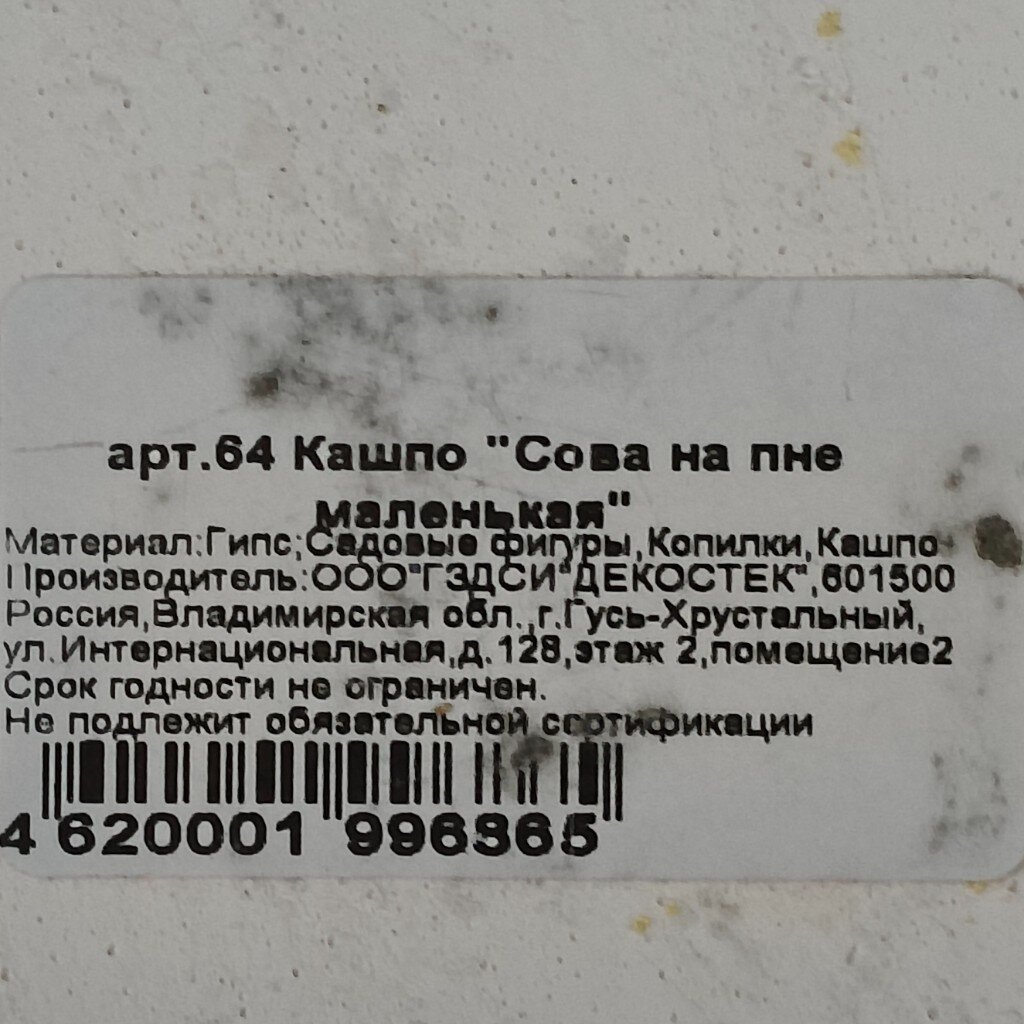 арт.64 Кашпо "Сова на пне
маленькая"
Материал:Гипс;Садовые фигуры,Копилки,Кашпо
Производитель:ООО"ГЗДСИ"ДЕКОСТЕК",601500
Россия,Владимирская обл.,г.Гусь-Хрустальный,
ул.Интернациональная,д.128,этаж 2,помещение2
Срок годности не ограничен.
Не подлежит обязательной сертификации
4 620001 996365